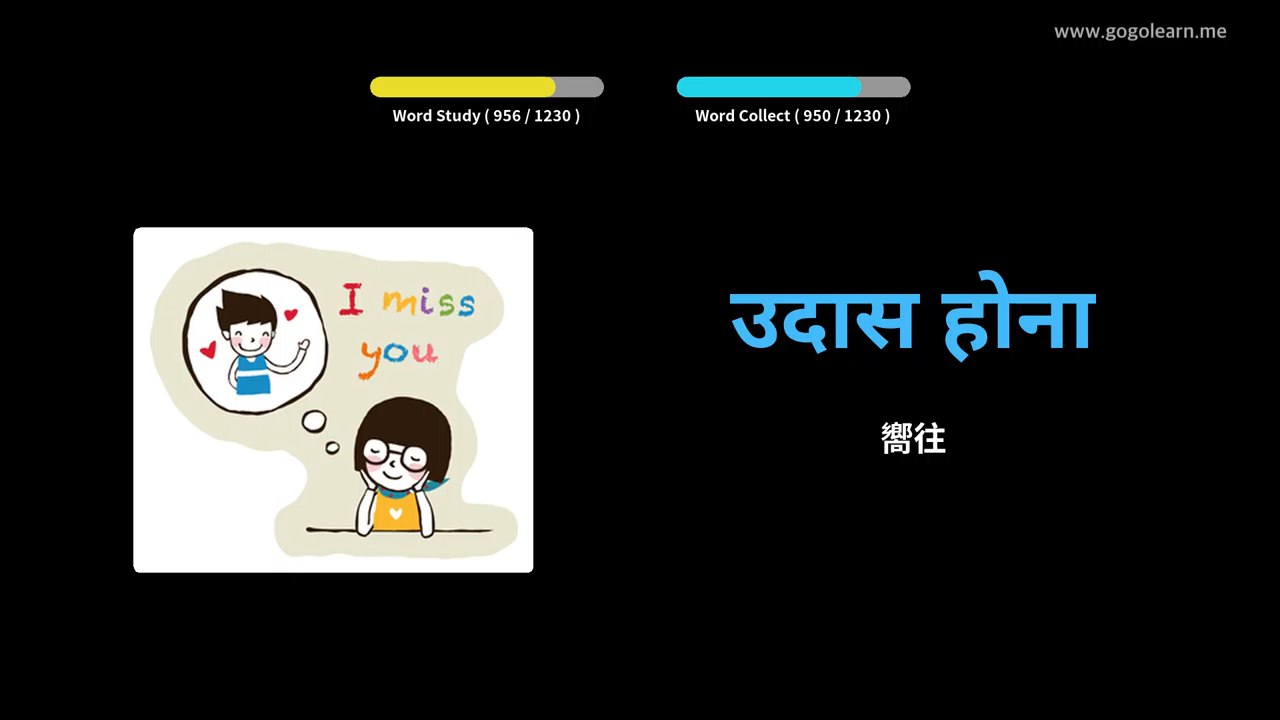 www.gogolearn.me
Word Study ( 956 / 1230 )
Word Collect ( 950 / 1230 )
I miss
you
उदास होना
嚮往